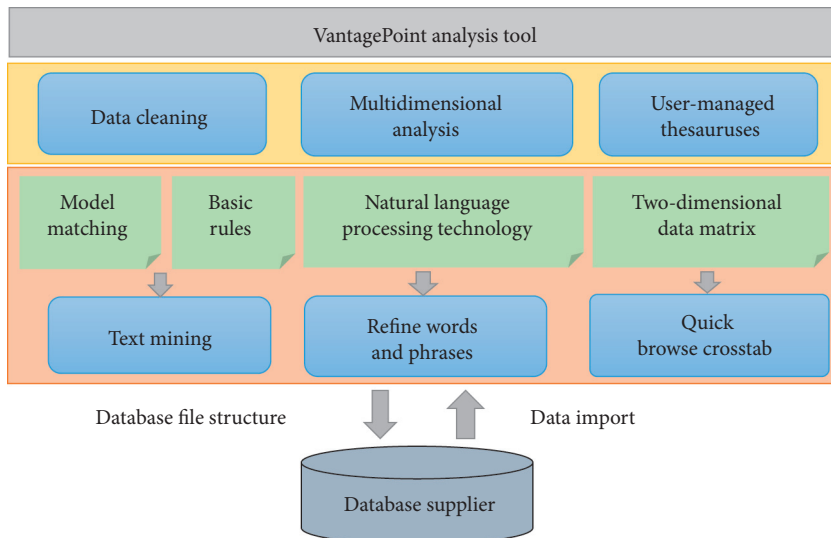 VantagePoint analysis tool
Data cleaning
Multidimensional
analysis
User-managed
thesauruses
Model
matching
Basic
rules
Natural language
processing technology
Two-dimensional
data matrix
Text mining
Refine words
and phrases
Quick
browse crosstab
Database file structure
Data import
Database supplier